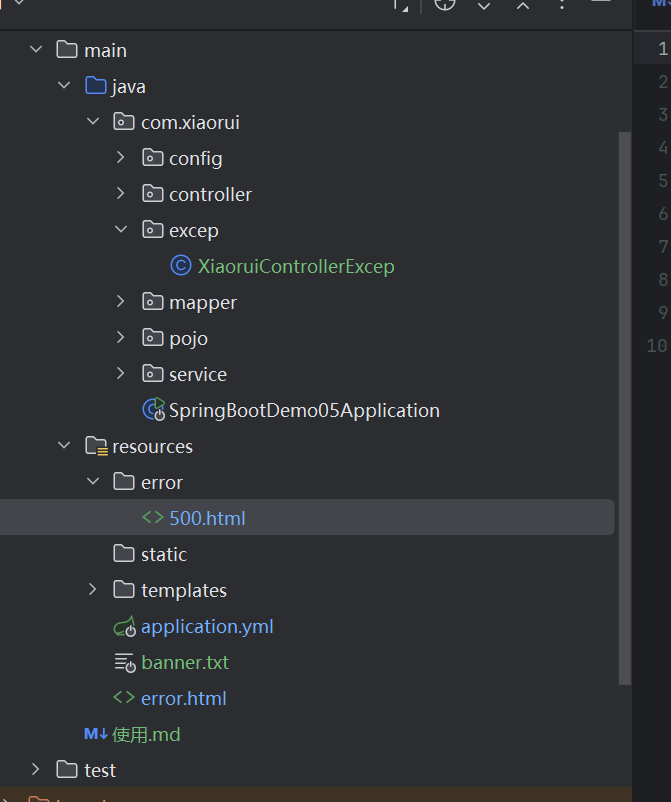 M↓
main
1
java
2
com.xiaorui
3
config
4
controller
5
excep
6
XiaoruiControllerExcep
7
mapper
8
pojo
9
service
10
SpringBootDemo05Application
resources
error
500.html
static
templates
application.yml
banner.txt
error.html
M↓ 使用.md
test